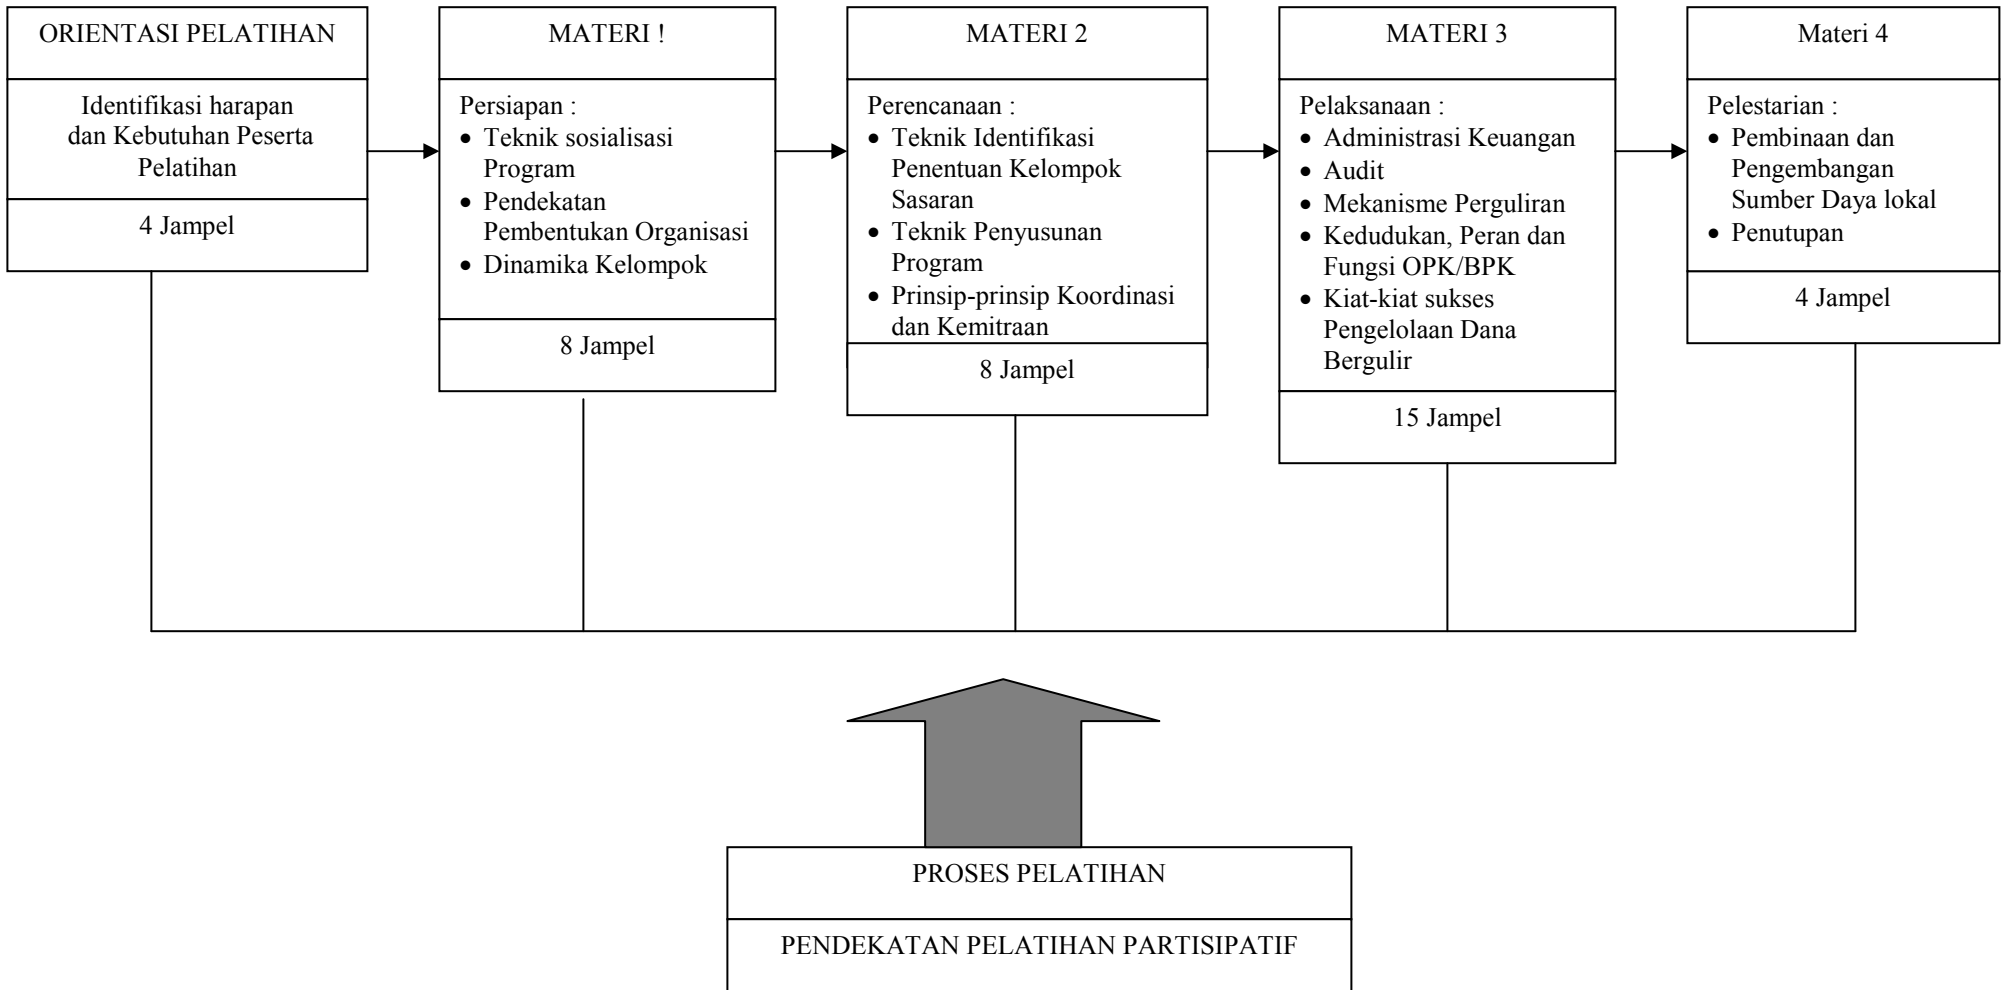 ORIENTASI PELATIHAN
Identifikasi harapan
dan Kebutuhan Peserta
Pelatihan
4 Jampel
MATERI !
Persiapan :
• Teknik sosialisasi
Program
• Pendekatan
Pembentukan Organisasi
• Dinamika Kelompok
8 Jampel
MATERI 2
Perencanaan :
• Teknik Identifikasi
Penentuan Kelompok
Sasaran
• Teknik Penyusunan
Program
• Prinsip-prinsip Koordinasi
dan Kemitraan
8 Jampel
MATERI 3
Pelaksanaan :
• Administrasi Keuangan
• Audit
• Mekanisme Perguliran
• Kedudukan, Peran dan
Fungsi OPK/BPK
• Kiat-kiat sukses
Pengelolaan Dana
Bergulir
15 Jampel
Materi 4
Pelestarian :
• Pembinaan dan
Pengembangan
Sumber Daya lokal
• Penutupan
4 Jampel
PROSES PELATIHAN
PENDEKATAN PELATIHAN PARTISIPATIF